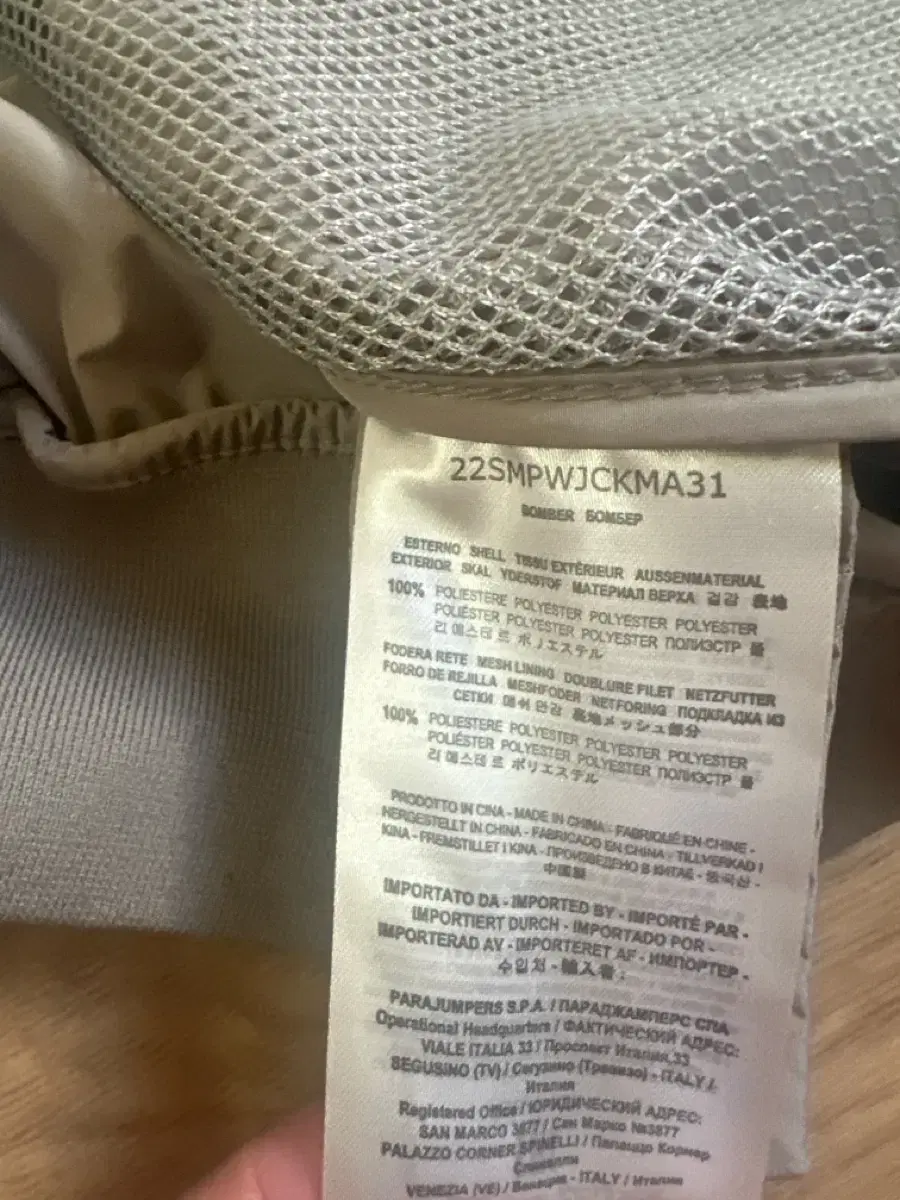 22SMPWJCKMA31
BOMBER БОМБЕР
ESTERNO SHELL TISSU EXTÉRIEUR AUSSENMATERIAL
EXTERIOR SKAL YDERSTOF МАТЕРИАЛ ВЕРХА 겉감 表地
100% POLIESTERE POLYESTER POLYESTER POLYESTER
POLIÉSTER POLYESTER POLYESTER ПОЛИЭСТР 폴
리에스테르 ポリエステル
FODERA RETE MESH LINING DOUBLURE FILET NETZFUTTER
FORRO DE REJILLA MESHFODER NETFORING ПОДКЛАДКА ИЗ
СЕТКИ 메쉬 안감 裏地メッシュ部分
100% POLIESTERE POLYESTER POLYESTER POLYESTER
POLIÉSTER POLYESTER POLYESTER ПОЛИЭСТР 폴
리에스테르 ポリエステル
PRODOTTO IN CINA - MADE IN CHINA - FABRIQUÉ EN CHINE -
HERGESTELLT IN CHINA - FABRICADO EN CHINA - TILLVERKAD I
KINA - FREMSTILLET I KINA - ПРОИЗВЕДЕНО В КИТАЕ - 중국산 -
中国製
IMPORTATO DA - IMPORTED BY - IMPORTÉ PAR -
IMPORTIERT DURCH - IMPORTADO POR -
IMPORTERAD AV - IMPORTERET AF - ИМПОРТЕР -
수입처 - 輸入者 :
PARAJUMPERS S.P.A. / ПАРАДЖАМПЕРС СПА
Operational Headquarters / ФАКТИЧЕСКИЙ АДРЕС:
VIALE ITALIA 33 / Проспект Италия,33
SEGUSINO (TV) / Сегузино (Тревизо) - ITALY /
Италия
Registered Office / ЮРИДИЧЕСКИЙ АДРЕС:
SAN MARCO 3877 / Сан Марко №3877
PALAZZO CORNER SPINELLI / Палаццо Корнер
Спинелли
VENEZIA (VE) / Венеция - ITALY / Италия